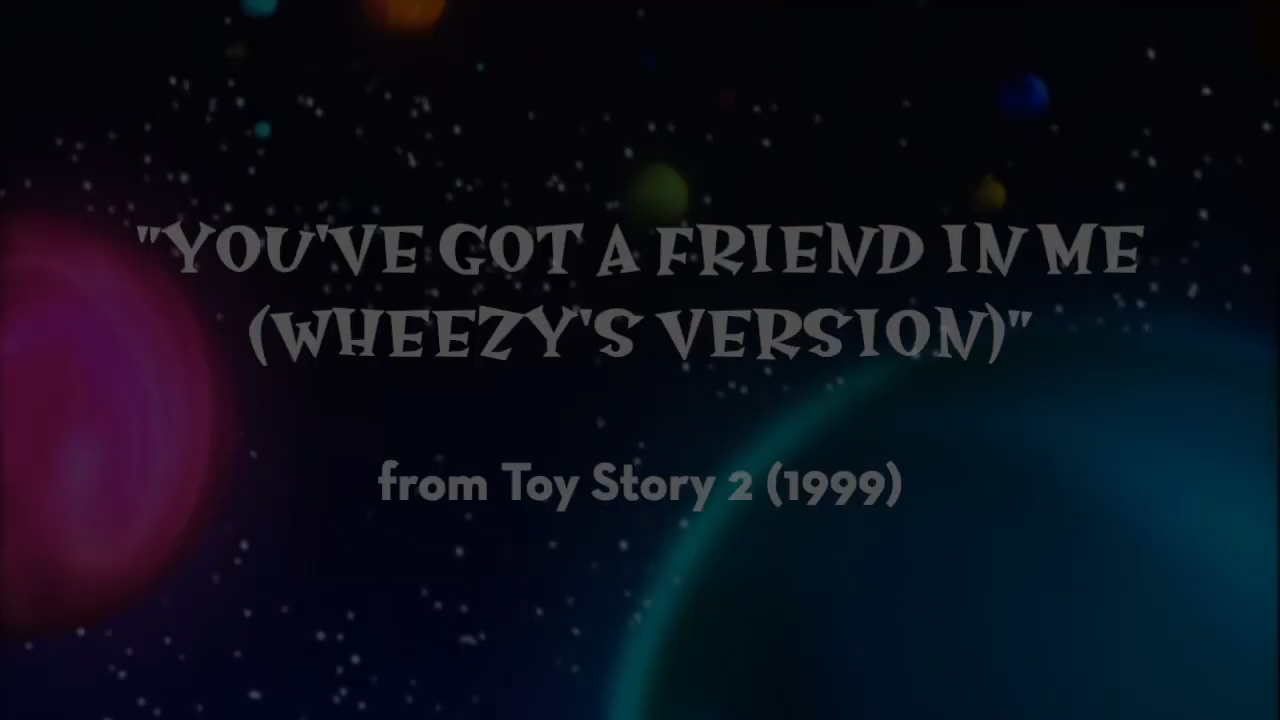 "YOU'VE GOT A FRIEND IN ME
(WHEEZY'S VERSION)"
from Toy Story 2 (1999)